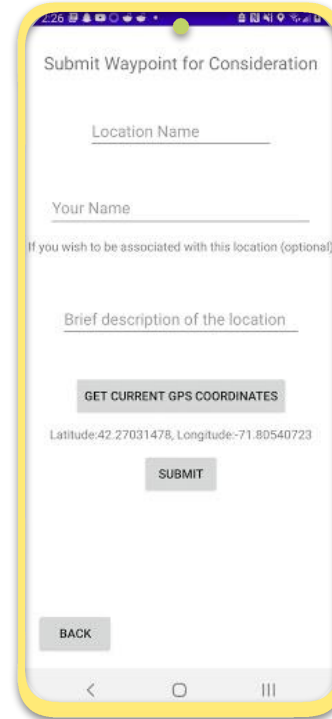 2:26
Submit Waypoint for Consideration
Location Name
Your Name
If you wish to be associated with this location (optional)
Brief description of the location
GET CURRENT GPS COORDINATES
Latitude:42.27031478, Longitude:-71.80540723
SUBMIT
BACK